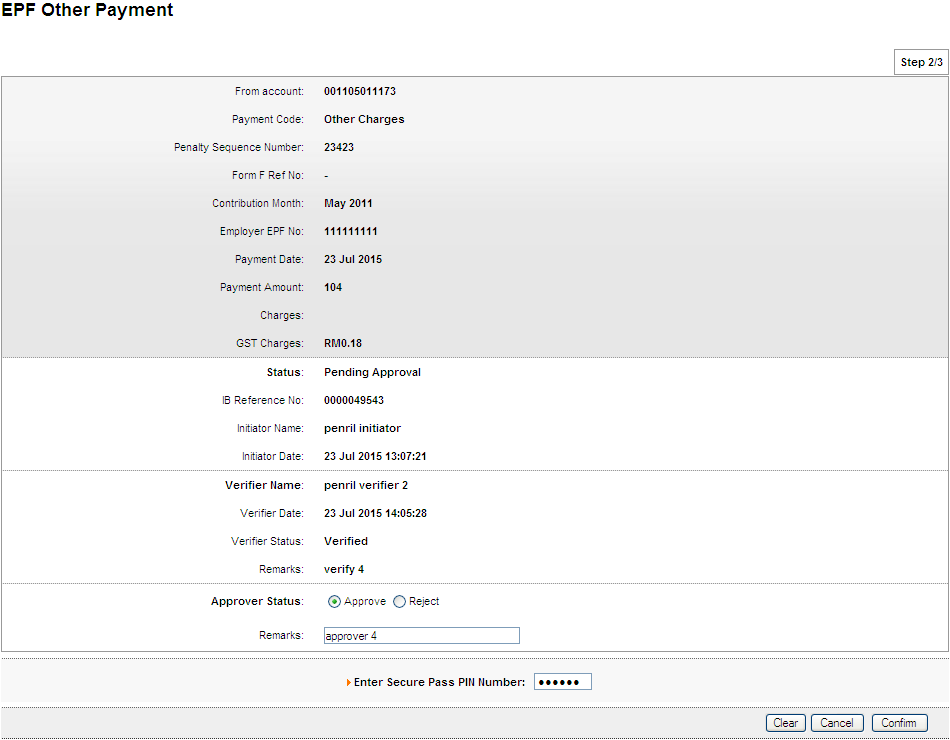 EPF Other Payment
Step 2/3
From account: 001105011173
Payment Code: Other Charges
Penalty Sequence Number: 23423
Form F Ref No: -
Contribution Month: May 2011
Employer EPF No: 111111111
Payment Date: 23 Jul 2015
Payment Amount: 104
Charges:
GST Charges: RM0.18
Status: Pending Approval
IB Reference No: 0000049543
Initiator Name: penril initiator
Initiator Date: 23 Jul 2015 13:07:21
Verifier Name: penril verifier 2
Verifier Date: 23 Jul 2015 14:05:28
Verifier Status: Verified
Remarks: verify 4
Approver Status: Approve Reject
Remarks: approver 4
Enter Secure Pass PIN Number: ••••••
Clear Cancel Confirm